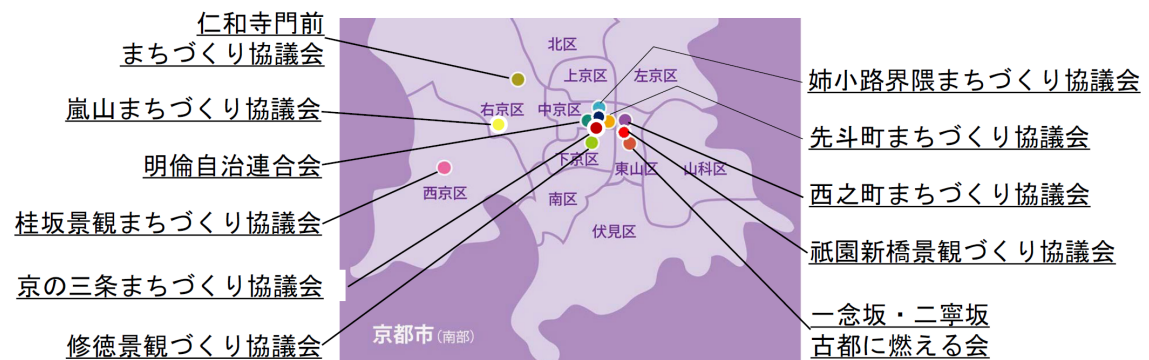 仁和寺門前
まちづくり協議会
嵐山まちづくり協議会
明倫自治連合会
桂坂景観まちづくり協議会
京の三条まちづくり協議会
修徳景観づくり協議会
北区
上京区
左京区
右京区
中京区
下京区
東山区
山科区
西京区
南区
伏見区
京都市(南部)
姉小路界隈まちづくり協議会
先斗町まちづくり協議会
西之町まちづくり協議会
祇園新橋景観づくり協議会
一念坂・二寧坂
古都に燃える会